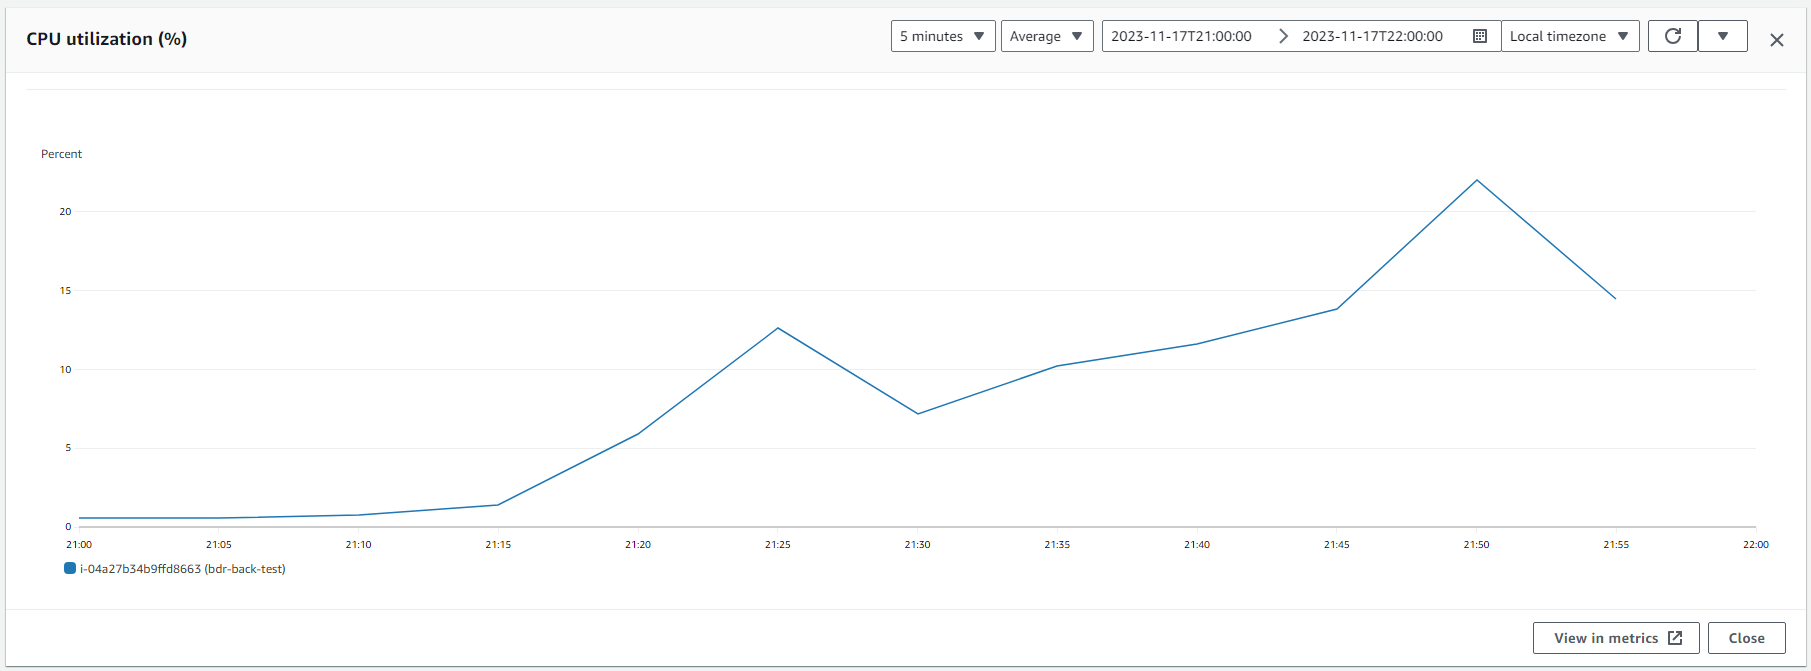 CPU utilization (%)
5 minutes
Average
2023-11-17T21:00:00
2023-11-17T22:00:00
Local timezone
Percent
20
15
10
5
0
21:00 21:05 21:10 21:15 21:20 21:25 21:30 21:35 21:40 21:45 21:50 21:55 22:00
i-04a27b34b9ffd8663 (bdr-back-test)
View in metrics
Close